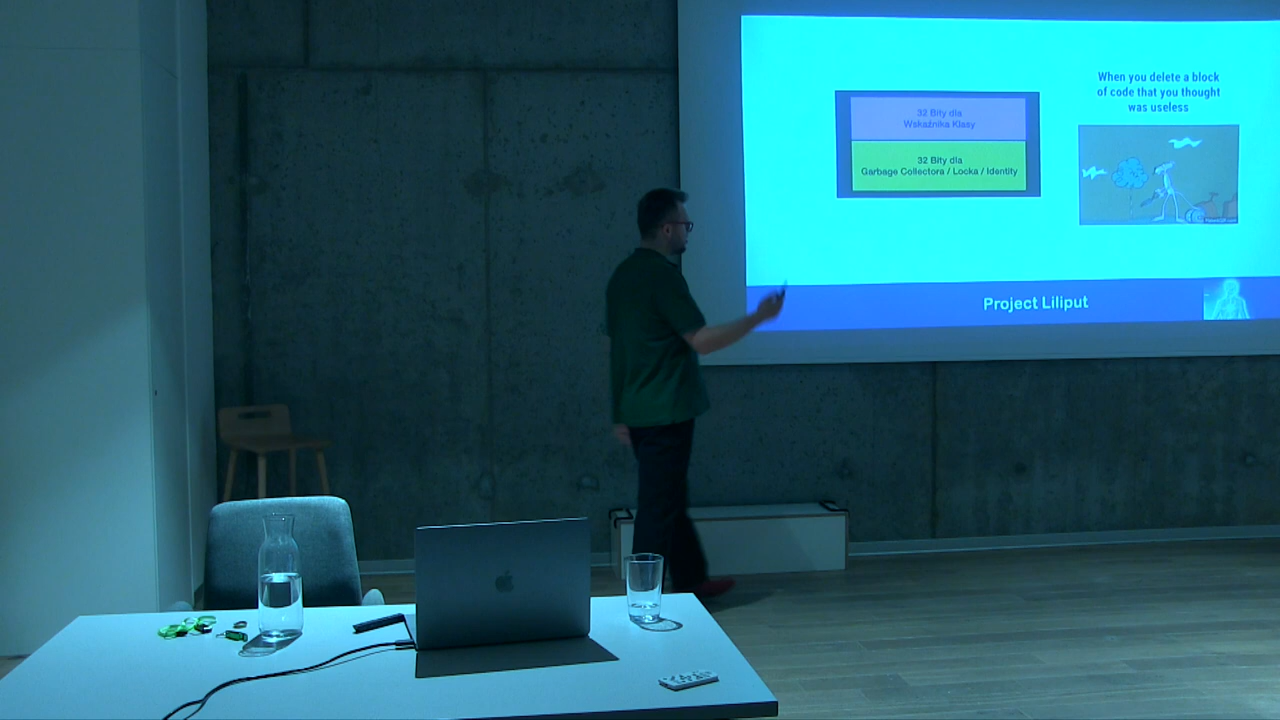 32 Bity dla
Wskaźnika Klasy
32 Bity dla
Garbage Collectora / Locka / Identity
When you delete a block
of code that you thought
was useless
Project Liliput